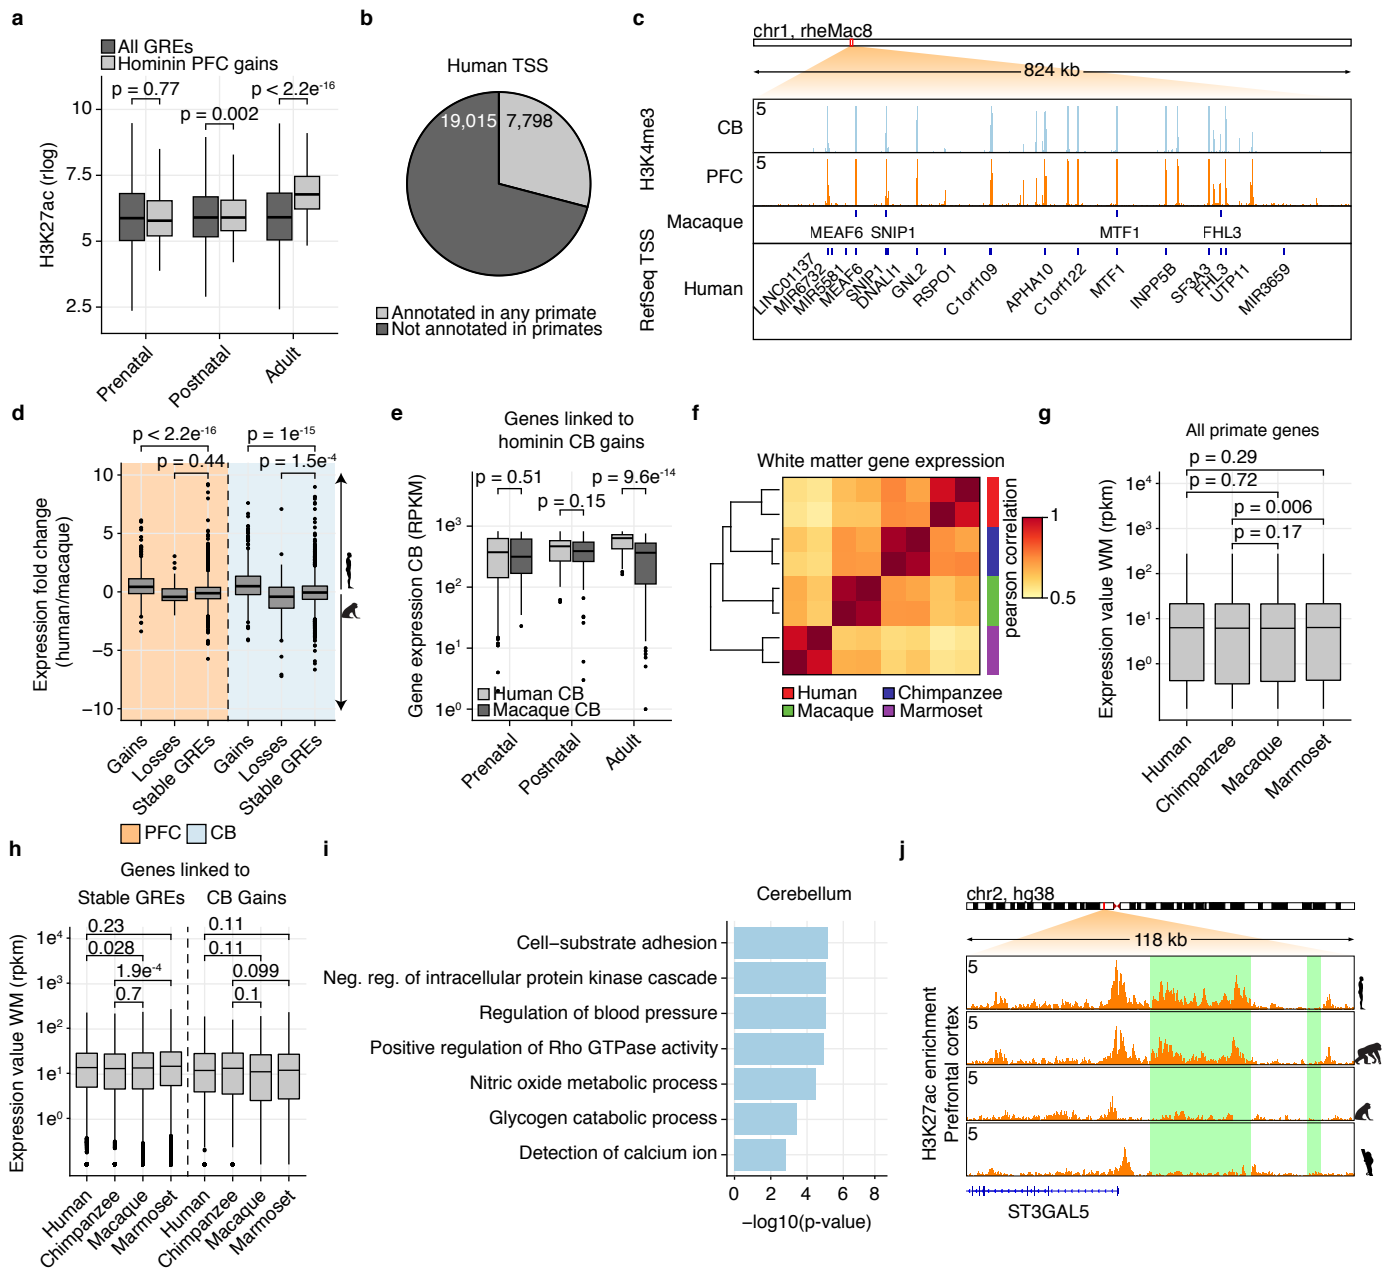 a
All GREs
Hominin PFC gains
p = 0.77
p = 0.002
p < 2.2e-16
H3K27ac (rlog)
10
7.5
5
2.5
Prenatal
Postnatal
Adult
b
Human TSS
19,015
7,798
Annotated in any primate
Not annotated in primates
c
chr1, rheMac8
824 kb
H3K4me3
CB
5
PFC
5
RefSeq TSS
Macaque
MEAF6
SNIP1
MTF1
FHL3
Human
LINC01137
MIR6732
MIR5581
MEAF6
SNIP1
DNALI1
GNL2
RSPO1
C1orf109
APHA10
C1orf122
MTF1
INPP5B
SF3A3
FHL3
UTP11
MIR3659
d
p < 2.2e-16
p = 0.44
p = 1e-15
p = 1.5e-4
Expression fold change
(human/macaque)
10
5
0
−5
−10
Gains
Losses
Stable GREs
Gains
Losses
Stable GREs
PFC
CB
e
Genes linked to
hominin CB gains
p = 0.51
p = 0.15
p = 9.6e-14
Gene expression CB (RPKM)
1e3
1e2
1e1
1e0
Human CB
Macaque CB
Prenatal
Postnatal
Adult
f
White matter gene expression
pearson correlation
1
0.5
Human
Chimpanzee
Macaque
Marmoset
g
All primate genes
p = 0.29
p = 0.72
p = 0.006
p = 0.17
Expression value WM (rpkm)
1e4
1e3
1e2
1e1
1e0
Human
Chimpanzee
Macaque
Marmoset
h
Genes linked to
Stable GREs
CB Gains
0.23
0.028
1.9e-4
0.7
0.11
0.11
0.099
0.1
Expression value WM (rpkm)
1e4
1e3
1e2
1e1
1e0
Human
Chimpanzee
Macaque
Marmoset
Human
Chimpanzee
Macaque
Marmoset
i
Cerebellum
Cell−substrate adhesion
Neg. reg. of intracellular protein kinase cascade
Regulation of blood pressure
Positive regulation of Rho GTPase activity
Nitric oxide metabolic process
Glycogen catabolic process
Detection of calcium ion
0 2 4 6 8
−log10(p-value)
j
chr2, hg38
118 kb
H3K27ac enrichment
Prefrontal cortex
5
5
5
5
ST3GAL5